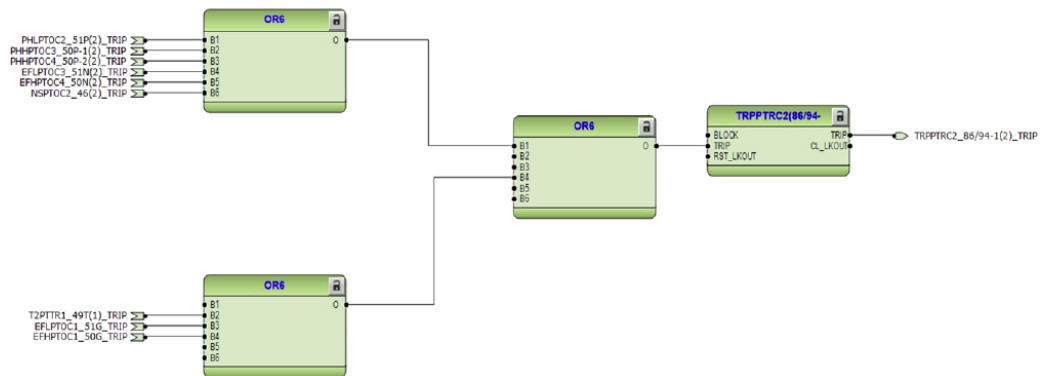 OR6
PHLPTOC2_51P(2)_TRIP
PHHPTOC3_50P-1(2)_TRIP
PHHPTOC4_50P-2(2)_TRIP
EFLPTOC3_51N(2)_TRIP
EFHPTOC4_50N(2)_TRIP
NSPTOC2_46(2)_TRIP
B1
B2
B3
B4
B5
B6
O
OR6
B1
B2
B3
B4
B5
B6
O
TRPPTRC2(86/94-
BLOCK
TRIP
RST_LKOUT
TRIP
CL_LKOUT
TRPPTRC2_86/94-1(2)_TRIP
OR6
T2PTTR1_49T(1)_TRIP
EFLPTOC1_51G_TRIP
EFHPTOC1_50G_TRIP
B1
B2
B3
B4
B5
B6
O